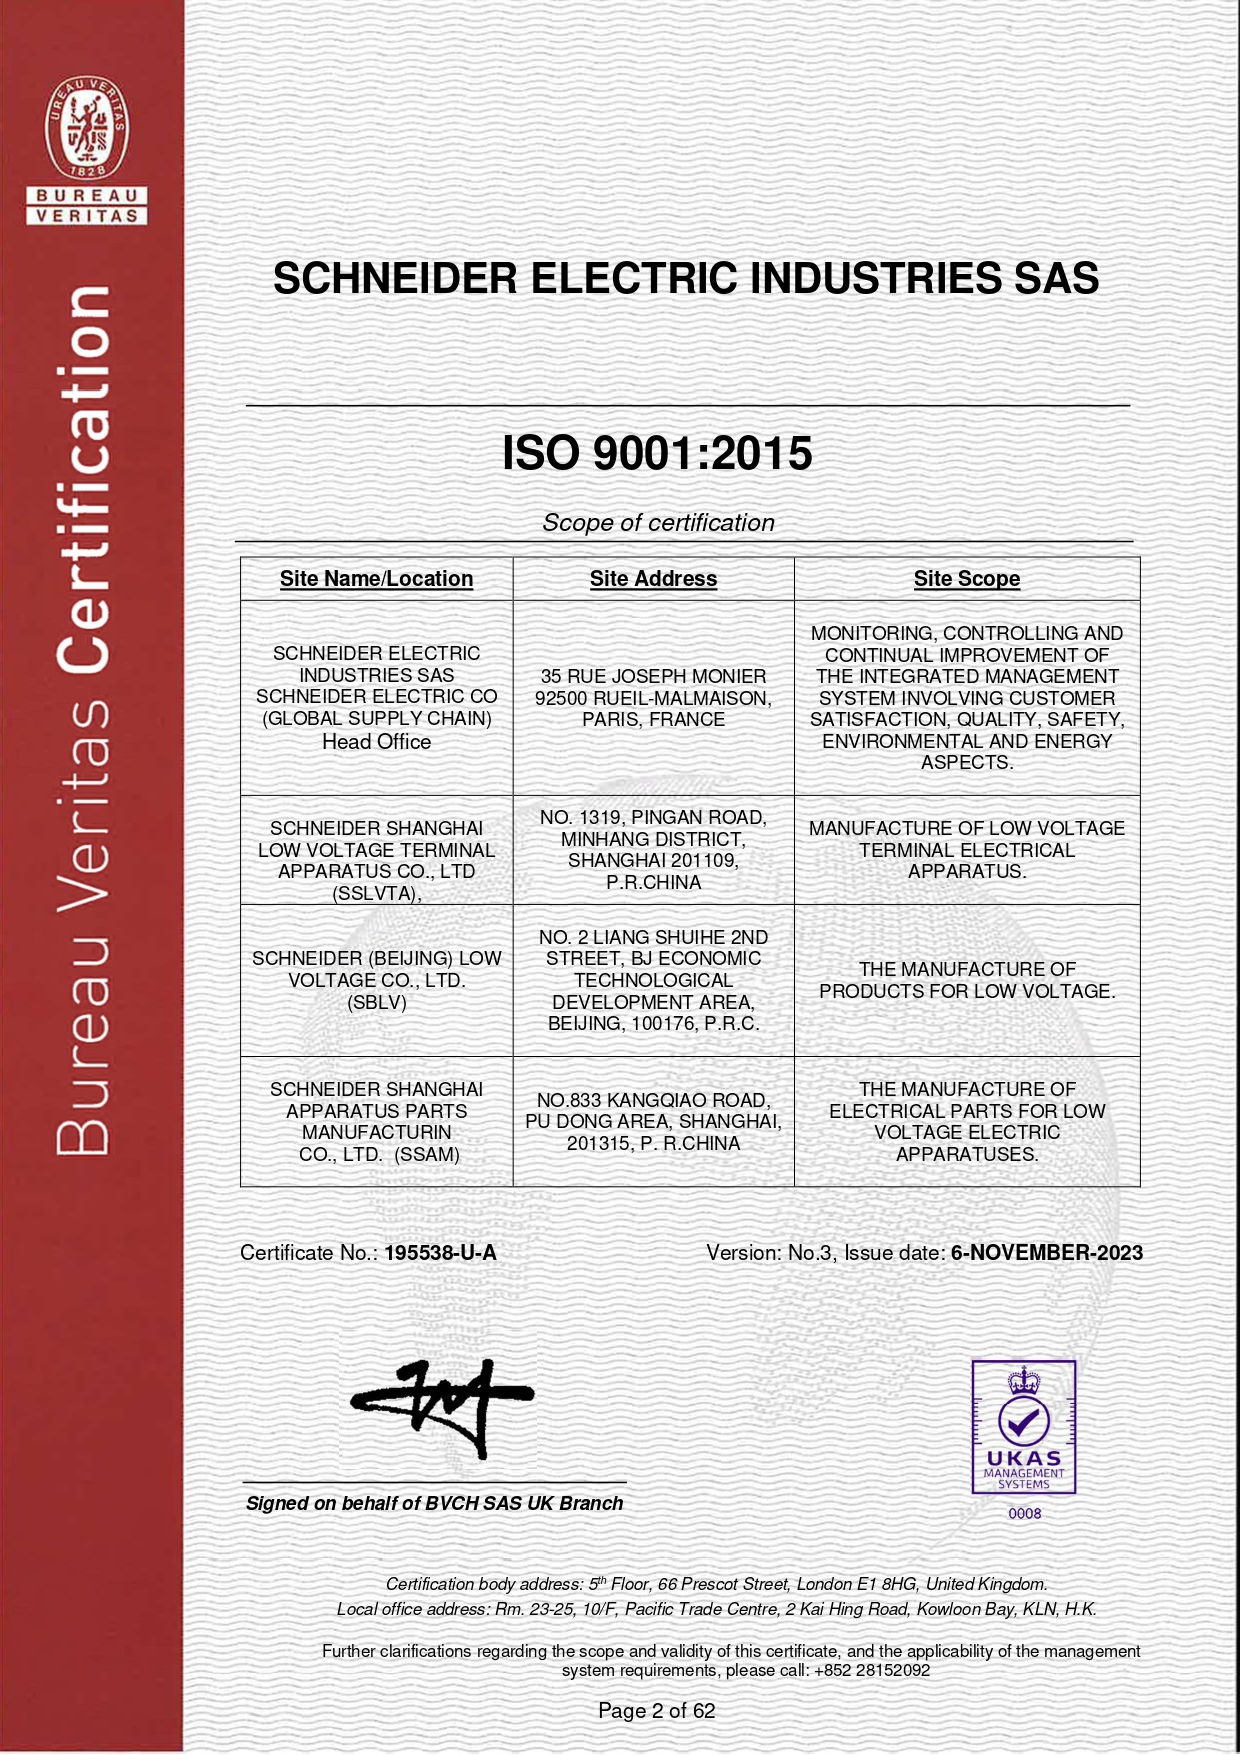 BUREAU VERITAS
1828
BUREAU
VERITAS
Bureau Veritas Certification
SCHNEIDER ELECTRIC INDUSTRIES SAS
ISO 9001:2015
Scope of certification
Site Name/Location
Site Address
Site Scope
SCHNEIDER ELECTRIC
INDUSTRIES SAS
SCHNEIDER ELECTRIC CO
(GLOBAL SUPPLY CHAIN)
Head Office
35 RUE JOSEPH MONIER
92500 RUEIL-MALMAISON,
PARIS, FRANCE
MONITORING, CONTROLLING AND
CONTINUAL IMPROVEMENT OF
THE INTEGRATED MANAGEMENT
SYSTEM INVOLVING CUSTOMER
SATISFACTION, QUALITY, SAFETY,
ENVIRONMENTAL AND ENERGY
ASPECTS.
SCHNEIDER SHANGHAI
LOW VOLTAGE TERMINAL
APPARATUS CO., LTD
(SSLVTA),
NO. 1319, PINGAN ROAD,
MINHANG DISTRICT,
SHANGHAI 201109,
P.R.CHINA
MANUFACTURE OF LOW VOLTAGE
TERMINAL ELECTRICAL
APPARATUS.
SCHNEIDER (BEIJING) LOW
VOLTAGE CO., LTD.
(SBLV)
NO. 2 LIANG SHUIHE 2ND
STREET, BJ ECONOMIC
TECHNOLOGICAL
DEVELOPMENT AREA,
BEIJING, 100176, P.R.C.
THE MANUFACTURE OF
PRODUCTS FOR LOW VOLTAGE.
SCHNEIDER SHANGHAI
APPARATUS PARTS
MANUFACTURIN
CO., LTD. (SSAM)
NO.833 KANGQIAO ROAD,
PU DONG AREA, SHANGHAI,
201315, P. R.CHINA
THE MANUFACTURE OF
ELECTRICAL PARTS FOR LOW
VOLTAGE ELECTRIC
APPARATUSES.
Certificate No.: 195538-U-A
Version: No.3, Issue date: 6-NOVEMBER-2023
Signed on behalf of BVCH SAS UK Branch
UKAS
MANAGEMENT
SYSTEMS
0008
Certification body address: 5th Floor, 66 Prescot Street, London E1 8HG, United Kingdom.
Local office address: Rm. 23-25, 10/F, Pacific Trade Centre, 2 Kai Hing Road, Kowloon Bay, KLN, H.K.
Further clarifications regarding the scope and validity of this certificate, and the applicability of the management
system requirements, please call: +852 28152092
Page 2 of 62